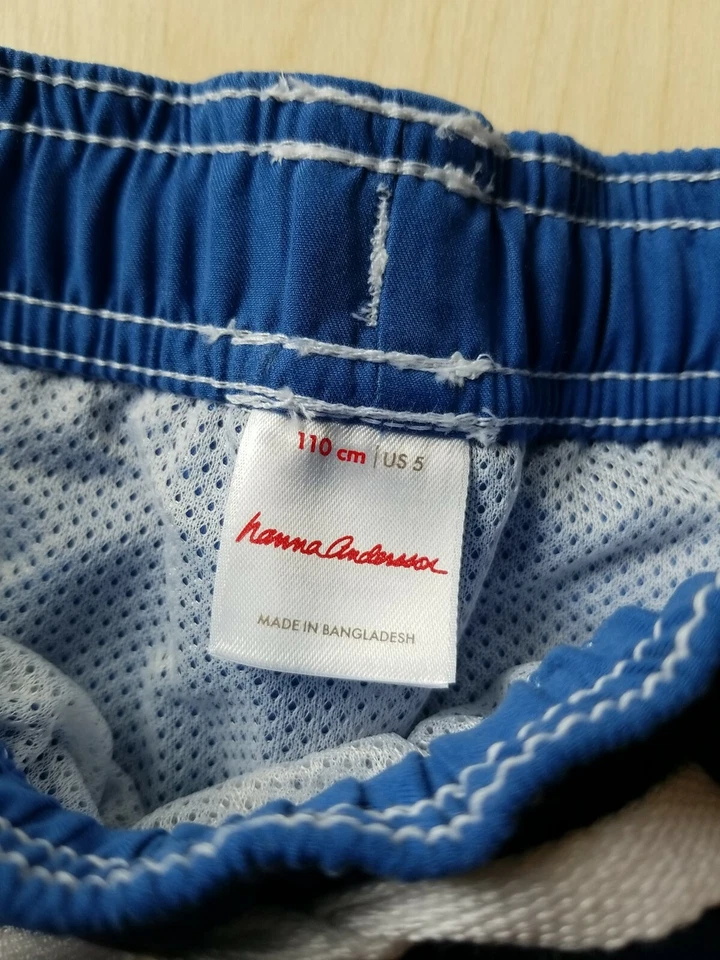 110 cm | US 5
hanna andersson
MADE IN BANGLADESH